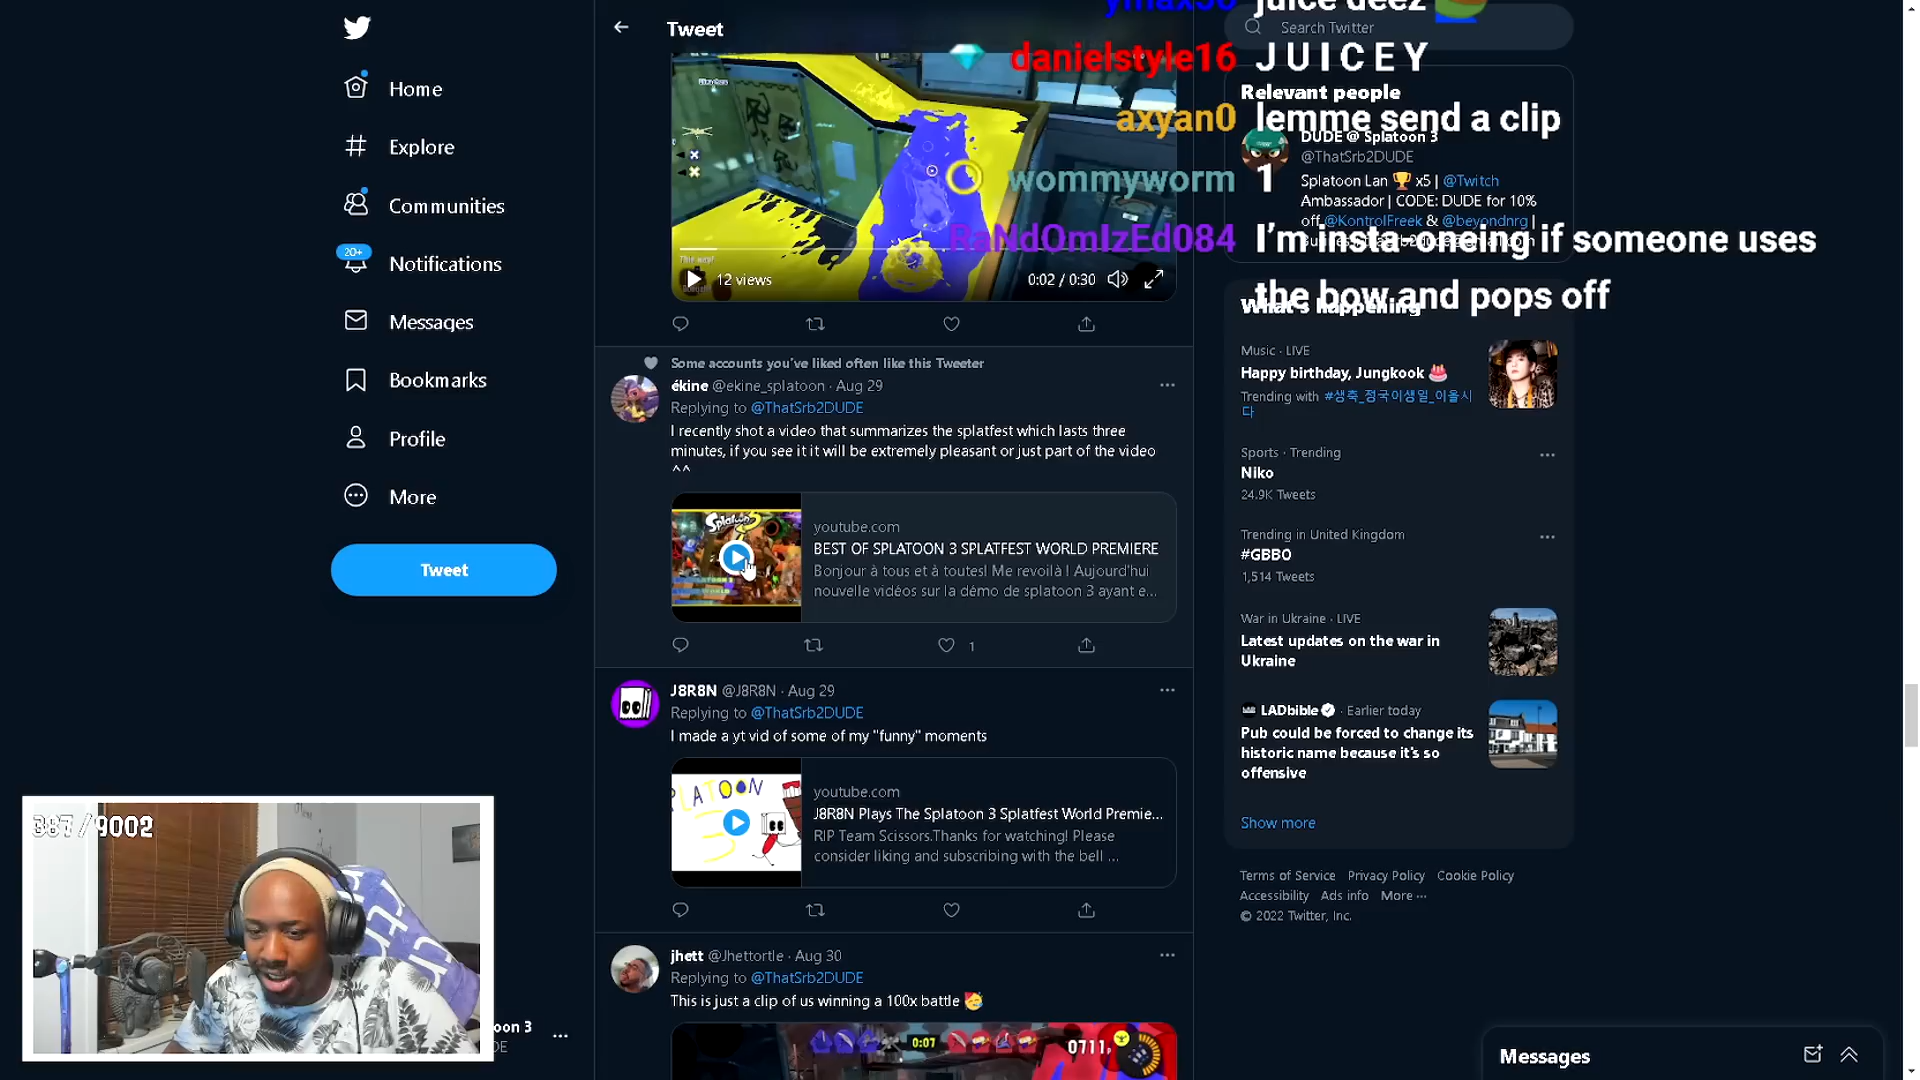 Home
Explore
Communities
20+
Notifications
Messages
Bookmarks
Profile
More
Tweet
387 / 9002
oon 3
DE
Tweet
12 views
0:02 / 0:30
Some accounts you've liked often like this Tweeter
ékine @ekine_splatoon · Aug 29
Replying to @ThatSrb2DUDE
I recently shot a video that summarizes the splatfest which lasts three
minutes, if you see it it will be extremely pleasant or just part of the video
^^
youtube.com
BEST OF SPLATOON 3 SPLATFEST WORLD PREMIERE
Bonjour à tous et à toutes! Me revoilà ! Aujourd'hui
nouvelle vidéos sur la démo de splatoon 3 ayant e...
1
J8R8N @J8R8N · Aug 29
Replying to @ThatSrb2DUDE
I made a yt vid of some of my "funny" moments
youtube.com
J8R8N Plays The Splatoon 3 Splatfest World Premie...
RIP Team Scissors.Thanks for watching! Please
consider liking and subscribing with the bell ...
jhett @Jhettortle · Aug 30
Replying to @ThatSrb2DUDE
This is just a clip of us winning a 100x battle
0:07
0711
juice deez
danielstyle16 J U I C E Y
axyan0 lemme send a clip
wommyworm 1
RaNdOmIzEd084 I'm insta-onceing if someone uses
the bow and pops off
Search Twitter
Relevant people
DUDE @ Splatoon 3
@ThatSrb2DUDE
Splatoon Lan x5 | @Twitch
Ambassador | CODE: DUDE for 10%
off @KontrolFreek & @beyondnrg |
What's happening
Music · LIVE
Happy birthday, Jungkook
Trending with #생축_정국이생일_이올시
다
Sports · Trending
Niko
24.9K Tweets
Trending in United Kingdom
#GBBO
1,514 Tweets
War in Ukraine · LIVE
Latest updates on the war in
Ukraine
LADbible · Earlier today
Pub could be forced to change its
historic name because it's so
offensive
Show more
Terms of Service Privacy Policy Cookie Policy
Accessibility Ads info More ···
© 2022 Twitter, Inc.
Messages